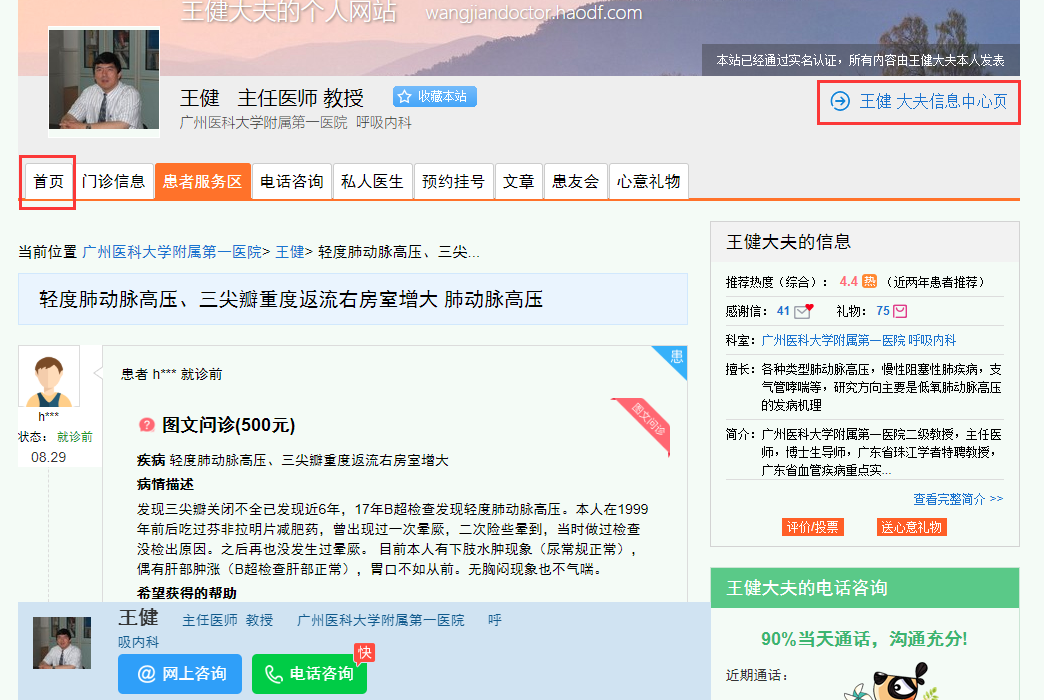 王健大夫的个人网站 wangjiandoctor.haodf.com
本站已经通过实名认证，所有内容由王健大夫本人发表
王健 主任医师 教授 收藏本站
广州医科大学附属第一医院 呼吸内科
王健 大夫信息中心页
首页 门诊信息 患者服务区 电话咨询 私人医生 预约挂号 文章 患友会 心意礼物
当前位置 广州医科大学附属第一医院> 王健> 轻度肺动脉高压、三尖...
轻度肺动脉高压、三尖瓣重度返流右房室增大 肺动脉高压
h***
状态： 就诊前
08.29
患者 h*** 就诊前
患
图文问诊(500元)
图文问诊
疾病 轻度肺动脉高压、三尖瓣重度返流右房室增大
病情描述
发现三尖瓣关闭不全已发现近6年，17年B超检查发现轻度肺动脉高压。本人在1999
年前后吃过芬非拉明片减肥药，曾出现过一次晕厥，二次险些晕到，当时做过检查
没检出原因。之后再也没发生过晕厥。 目前本人有下肢水肿现象（尿常规正常），
偶有肝部肿涨（B超检查肝部正常），胃口不如从前。无胸闷现象也不气喘。
希望获得的帮助
王健 主任医师 教授 广州医科大学附属第一医院 呼
吸内科
@ 网上咨询 电话咨询 快
王健大夫的信息
推荐热度（综合）： 4.4 热 （近两年患者推荐）
感谢信： 41 礼物： 75
科室： 广州医科大学附属第一医院 呼吸内科
擅长： 各种类型肺动脉高压，慢性阻塞性肺疾病，支
气管哮喘等，研究方向主要是低氧肺动脉高压
的发病机理
简介： 广州医科大学附属第一医院二级教授，主任医
师，博士生导师，广东省珠江学者特聘教授，
广东省血管疾病重点实...
查看完整简介 >>
评价/投票 送心意礼物
王健大夫的电话咨询
90%当天通话，沟通充分!
近期通话：